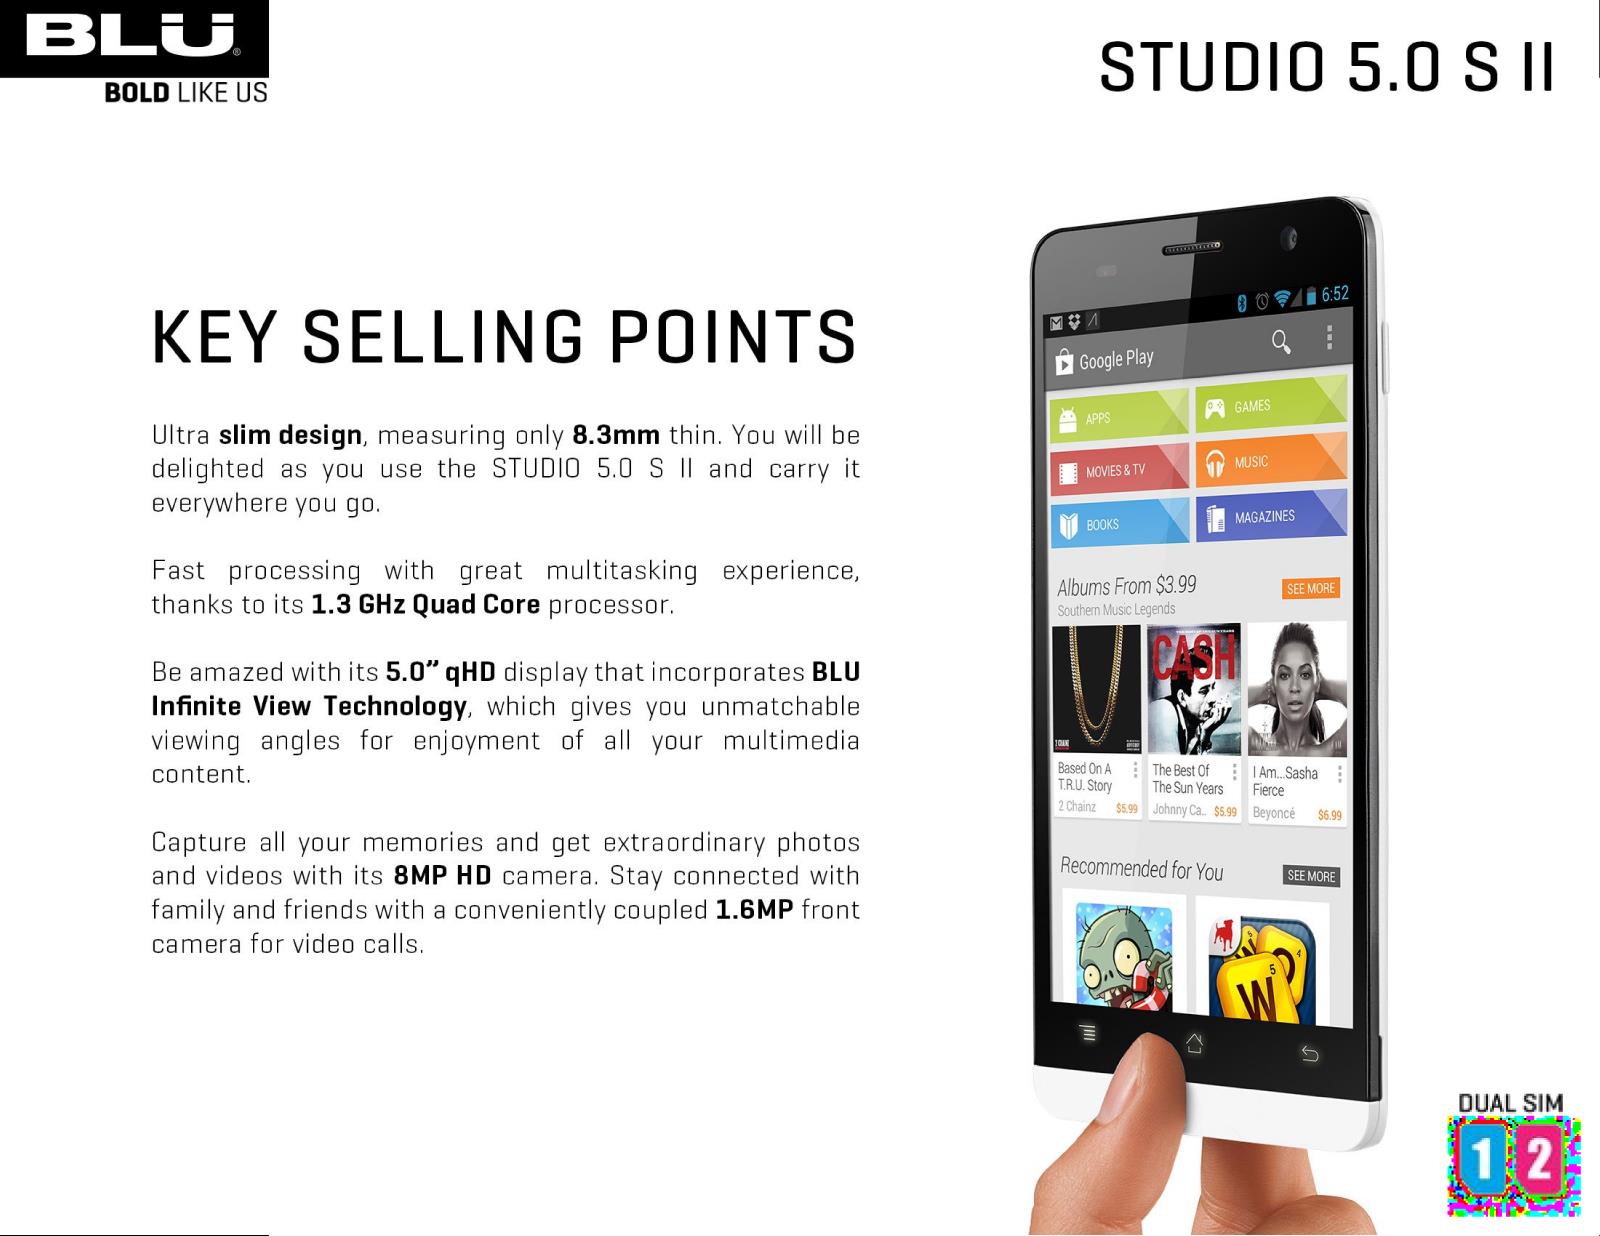 BLU
BOLD LIKE US
STUDIO 5.0 S II
KEY SELLING POINTS
Ultra slim design, measuring only 8.3mm thin. You will be
delighted as you use the STUDIO 5.0 S II and carry it
everywhere you go.
Fast processing with great multitasking experience,
thanks to its 1.3 GHz Quad Core processor.
Be amazed with its 5.0” qHD display that incorporates BLU
Infinite View Technology, which gives you unmatchable
viewing angles for enjoyment of all your multimedia
content.
Capture all your memories and get extraordinary photos
and videos with its 8MP HD camera. Stay connected with
family and friends with a conveniently coupled 1.6MP front
camera for video calls.
6:52
Google Play
APPS
GAMES
MOVIES & TV
MUSIC
BOOKS
MAGAZINES
Albums From $3.99
SEE MORE
Southern Music Legends
CASH
Based On A
T.R.U. Story
2 Chainz $5.99
The Best Of
The Sun Years
Johnny Ca.. $5.99
I Am...Sasha
Fierce
Beyoncé $6.99
Recommended for You
SEE MORE
W
5
O
4
W
5
DUAL SIM
1 2